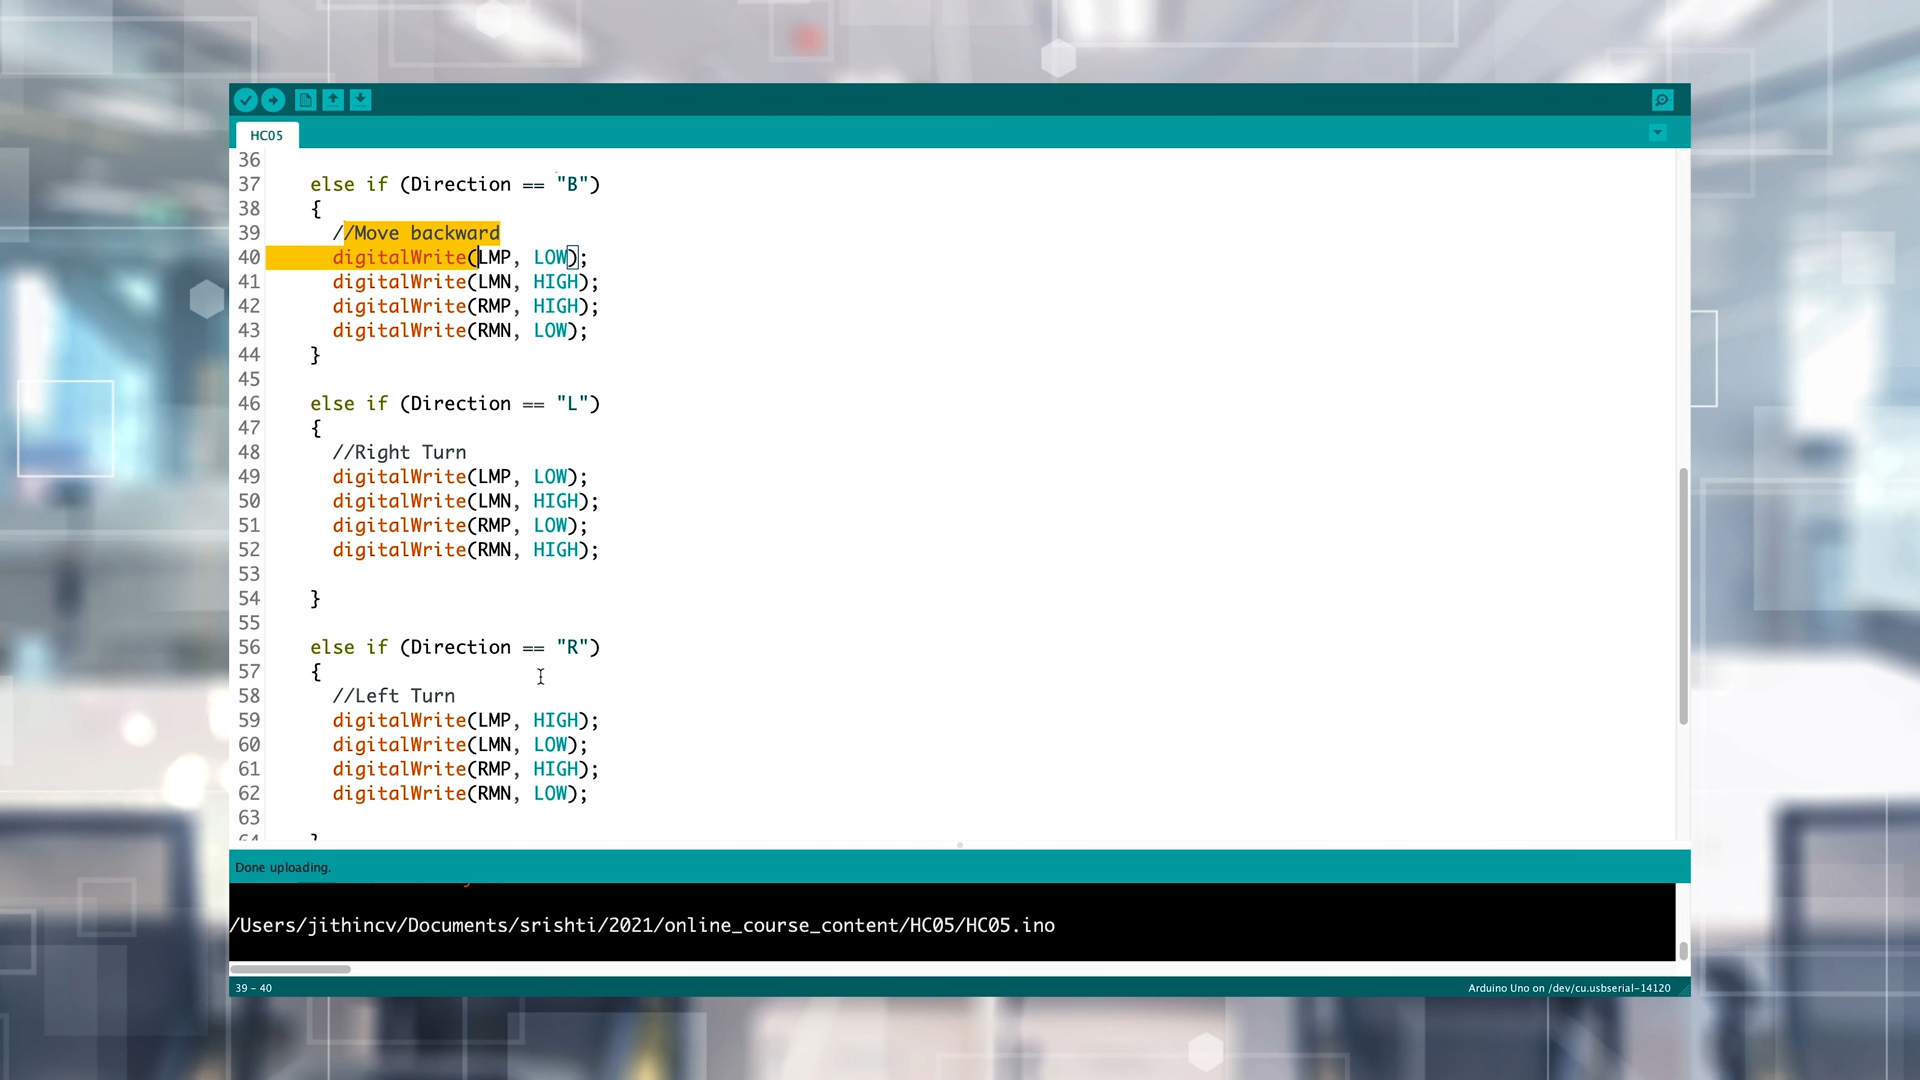 HC05
36
37 else if (Direction == "B")
38 {
39 //Move backward
40 digitalWrite(LMP, LOW);
41 digitalWrite(LMN, HIGH);
42 digitalWrite(RMP, HIGH);
43 digitalWrite(RMN, LOW);
44 }
45
46 else if (Direction == "L")
47 {
48 //Right Turn
49 digitalWrite(LMP, LOW);
50 digitalWrite(LMN, HIGH);
51 digitalWrite(RMP, LOW);
52 digitalWrite(RMN, HIGH);
53
54 }
55
56 else if (Direction == "R")
57 {
58 //Left Turn
59 digitalWrite(LMP, HIGH);
60 digitalWrite(LMN, LOW);
61 digitalWrite(RMP, HIGH);
62 digitalWrite(RMN, LOW);
63
64 }
Done uploading.
/Users/jithincv/Documents/srishti/2021/online_course_content/HC05/HC05.ino
39 - 40
Arduino Uno on /dev/cu.usbserial-14120